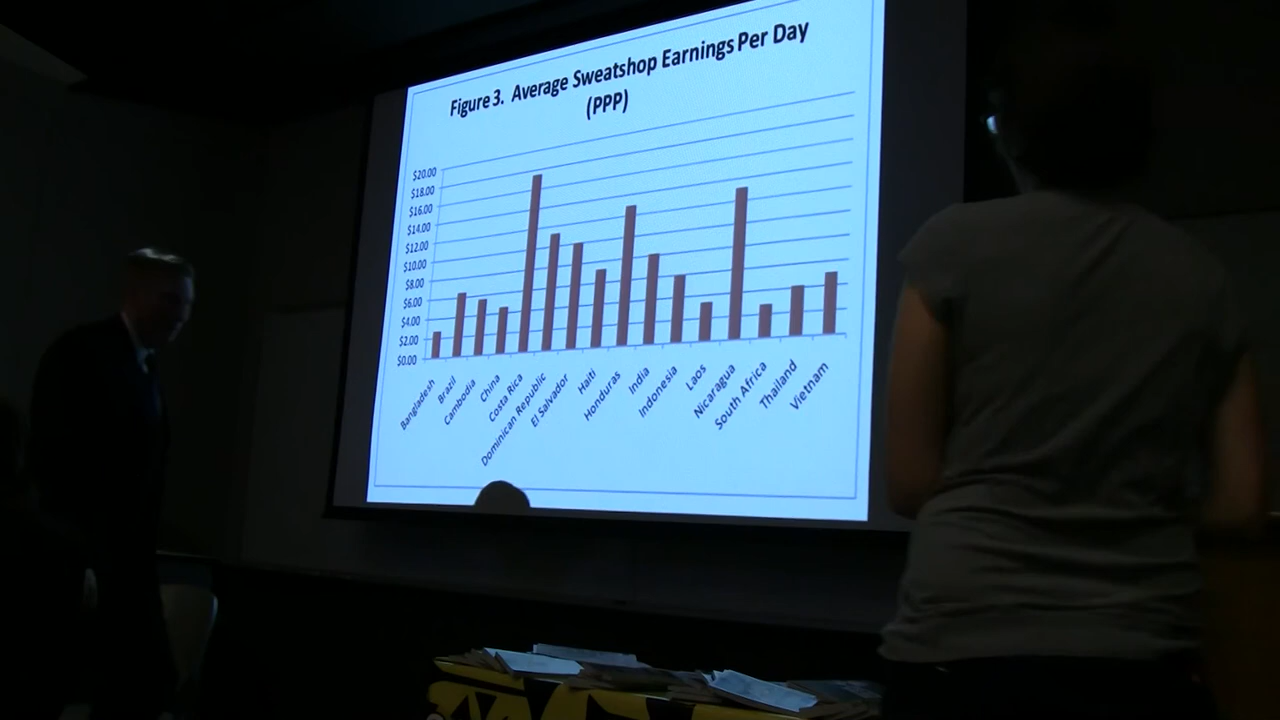 Figure 3. Average Sweatshop Earnings Per Day
(PPP)
$20.00
$18.00
$16.00
$14.00
$12.00
$10.00
$8.00
$6.00
$4.00
$2.00
$0.00
Bangladesh
Brazil
Cambodia
China
Costa Rica
Dominican Republic
El Salvador
Haiti
Honduras
India
Indonesia
Laos
Nicaragua
South Africa
Thailand
Vietnam